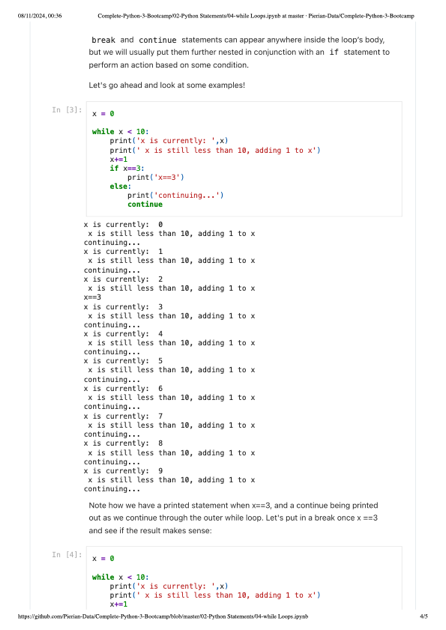 08/11/2024, 00:36 Complete-Python-3-Bootcamp/02-Python Statements/04-while Loops.ipynb at master · Pierian-Data/Complete-Python-3-Bootcamp
break and continue statements can appear anywhere inside the loop's body,
but we will usually put them further nested in conjunction with an if statement to
perform an action based on some condition.
Let's go ahead and look at some examples!
In [3]:
x = 0
while x < 10:
    print('x is currently: ',x)
    print(' x is still less than 10, adding 1 to x')
    x+=1
    if x==3:
        print('x==3')
    else:
        print('continuing...')
        continue
x is currently:  0
 x is still less than 10, adding 1 to x
continuing...
x is currently:  1
 x is still less than 10, adding 1 to x
continuing...
x is currently:  2
 x is still less than 10, adding 1 to x
x==3
x is currently:  3
 x is still less than 10, adding 1 to x
continuing...
x is currently:  4
 x is still less than 10, adding 1 to x
continuing...
x is currently:  5
 x is still less than 10, adding 1 to x
continuing...
x is currently:  6
 x is still less than 10, adding 1 to x
continuing...
x is currently:  7
 x is still less than 10, adding 1 to x
continuing...
x is currently:  8
 x is still less than 10, adding 1 to x
continuing...
x is currently:  9
 x is still less than 10, adding 1 to x
continuing...
Note how we have a printed statement when x==3, and a continue being printed
out as we continue through the outer while loop. Let's put in a break once x ==3
and see if the result makes sense:
In [4]:
x = 0
while x < 10:
    print('x is currently: ',x)
    print(' x is still less than 10, adding 1 to x')
    x+=1
https://github.com/Pierian-Data/Complete-Python-3-Bootcamp/blob/master/02-Python Statements/04-while Loops.ipynb 4/5